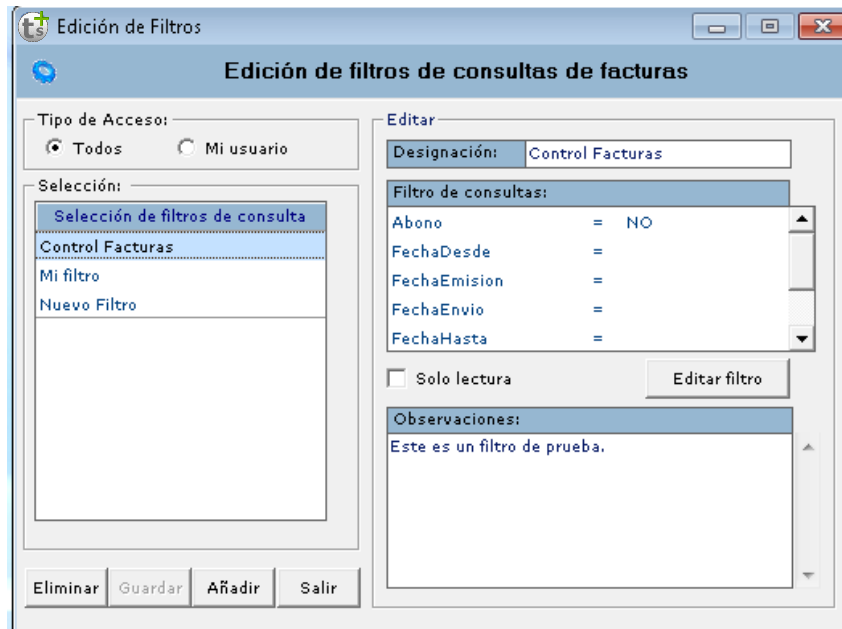 ts Edición de Filtros
Edición de filtros de consultas de facturas
Tipo de Acceso:
Todos Mi usuario
Selección:
Selección de filtros de consulta
Control Facturas
Mi filtro
Nuevo Filtro
Eliminar Guardar Añadir Salir
Editar
Designación: Control Facturas
Filtro de consultas:
Abono = NO
FechaDesde =
FechaEmision =
FechaEnvio =
FechaHasta =
Solo lectura Editar filtro
Observaciones:
Este es un filtro de prueba.